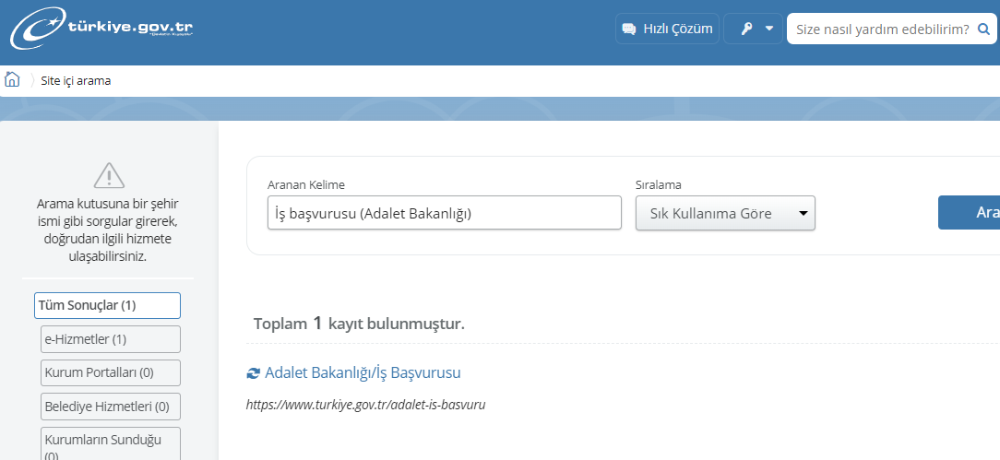 türkiye.gov.tr
Hızlı Çözüm
Size nasıl yardım edebilirim?
Site içi arama
Arama kutusuna bir şehir
ismi gibi sorgular girerek,
doğrudan ilgili hizmete
ulaşabilirsiniz.
Tüm Sonuçlar (1)
e-Hizmetler (1)
Kurum Portalları (0)
Belediye Hizmetleri (0)
Kurumların Sunduğu
(0)
Aranan Kelime
İş başvurusu (Adalet Bakanlığı)
Sıralama
Sık Kullanıma Göre
Ara
Toplam 1 kayıt bulunmuştur.
Adalet Bakanlığı/İş Başvurusu
https://www.turkiye.gov.tr/adalet-is-basvuru